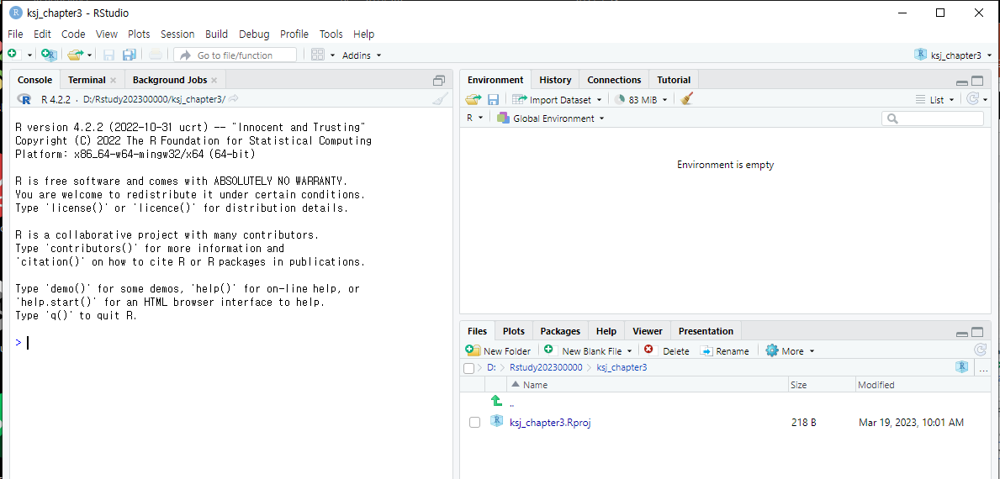 ksj_chapter3 - RStudio
File Edit Code View Plots Session Build Debug Profile Tools Help
Go to file/function Addins ksj_chapter3
Console Terminal Background Jobs
R 4.2.2 · D:/Rstudy202300000/ksj_chapter3/
R version 4.2.2 (2022-10-31 ucrt) -- "Innocent and Trusting"
Copyright (C) 2022 The R Foundation for Statistical Computing
Platform: x86_64-w64-mingw32/x64 (64-bit)
R is free software and comes with ABSOLUTELY NO WARRANTY.
You are welcome to redistribute it under certain conditions.
Type 'license()' or 'licence()' for distribution details.
R is a collaborative project with many contributors.
Type 'contributors()' for more information and
'citation()' on how to cite R or R packages in publications.
Type 'demo()' for some demos, 'help()' for on-line help, or
'help.start()' for an HTML browser interface to help.
Type 'q()' to quit R.
>
Environment History Connections Tutorial
Import Dataset 83 MiB List
R Global Environment
Environment is empty
Files Plots Packages Help Viewer Presentation
New Folder New Blank File Delete Rename More
D: Rstudy202300000 ksj_chapter3 ...
Name Size Modified
..
ksj_chapter3.Rproj 218 B Mar 19, 2023, 10:01 AM